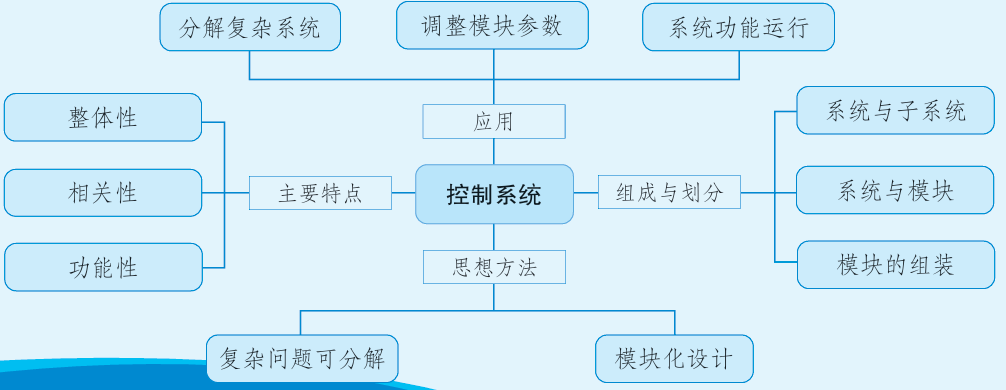 分解复杂系统
调整模块参数
系统功能运行
应用
整体性
相关性
功能性
主要特点
控制系统
组成与划分
系统与子系统
系统与模块
模块的组装
思想方法
复杂问题可分解
模块化设计